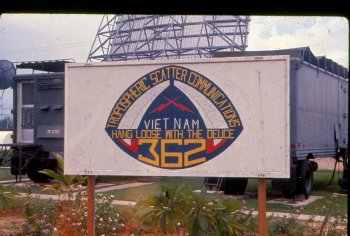 TROPOSPHERIC SCATTER COMMUNICATIONS
VIET NAM
HANG LOOSE WITH THE DEUCE
362